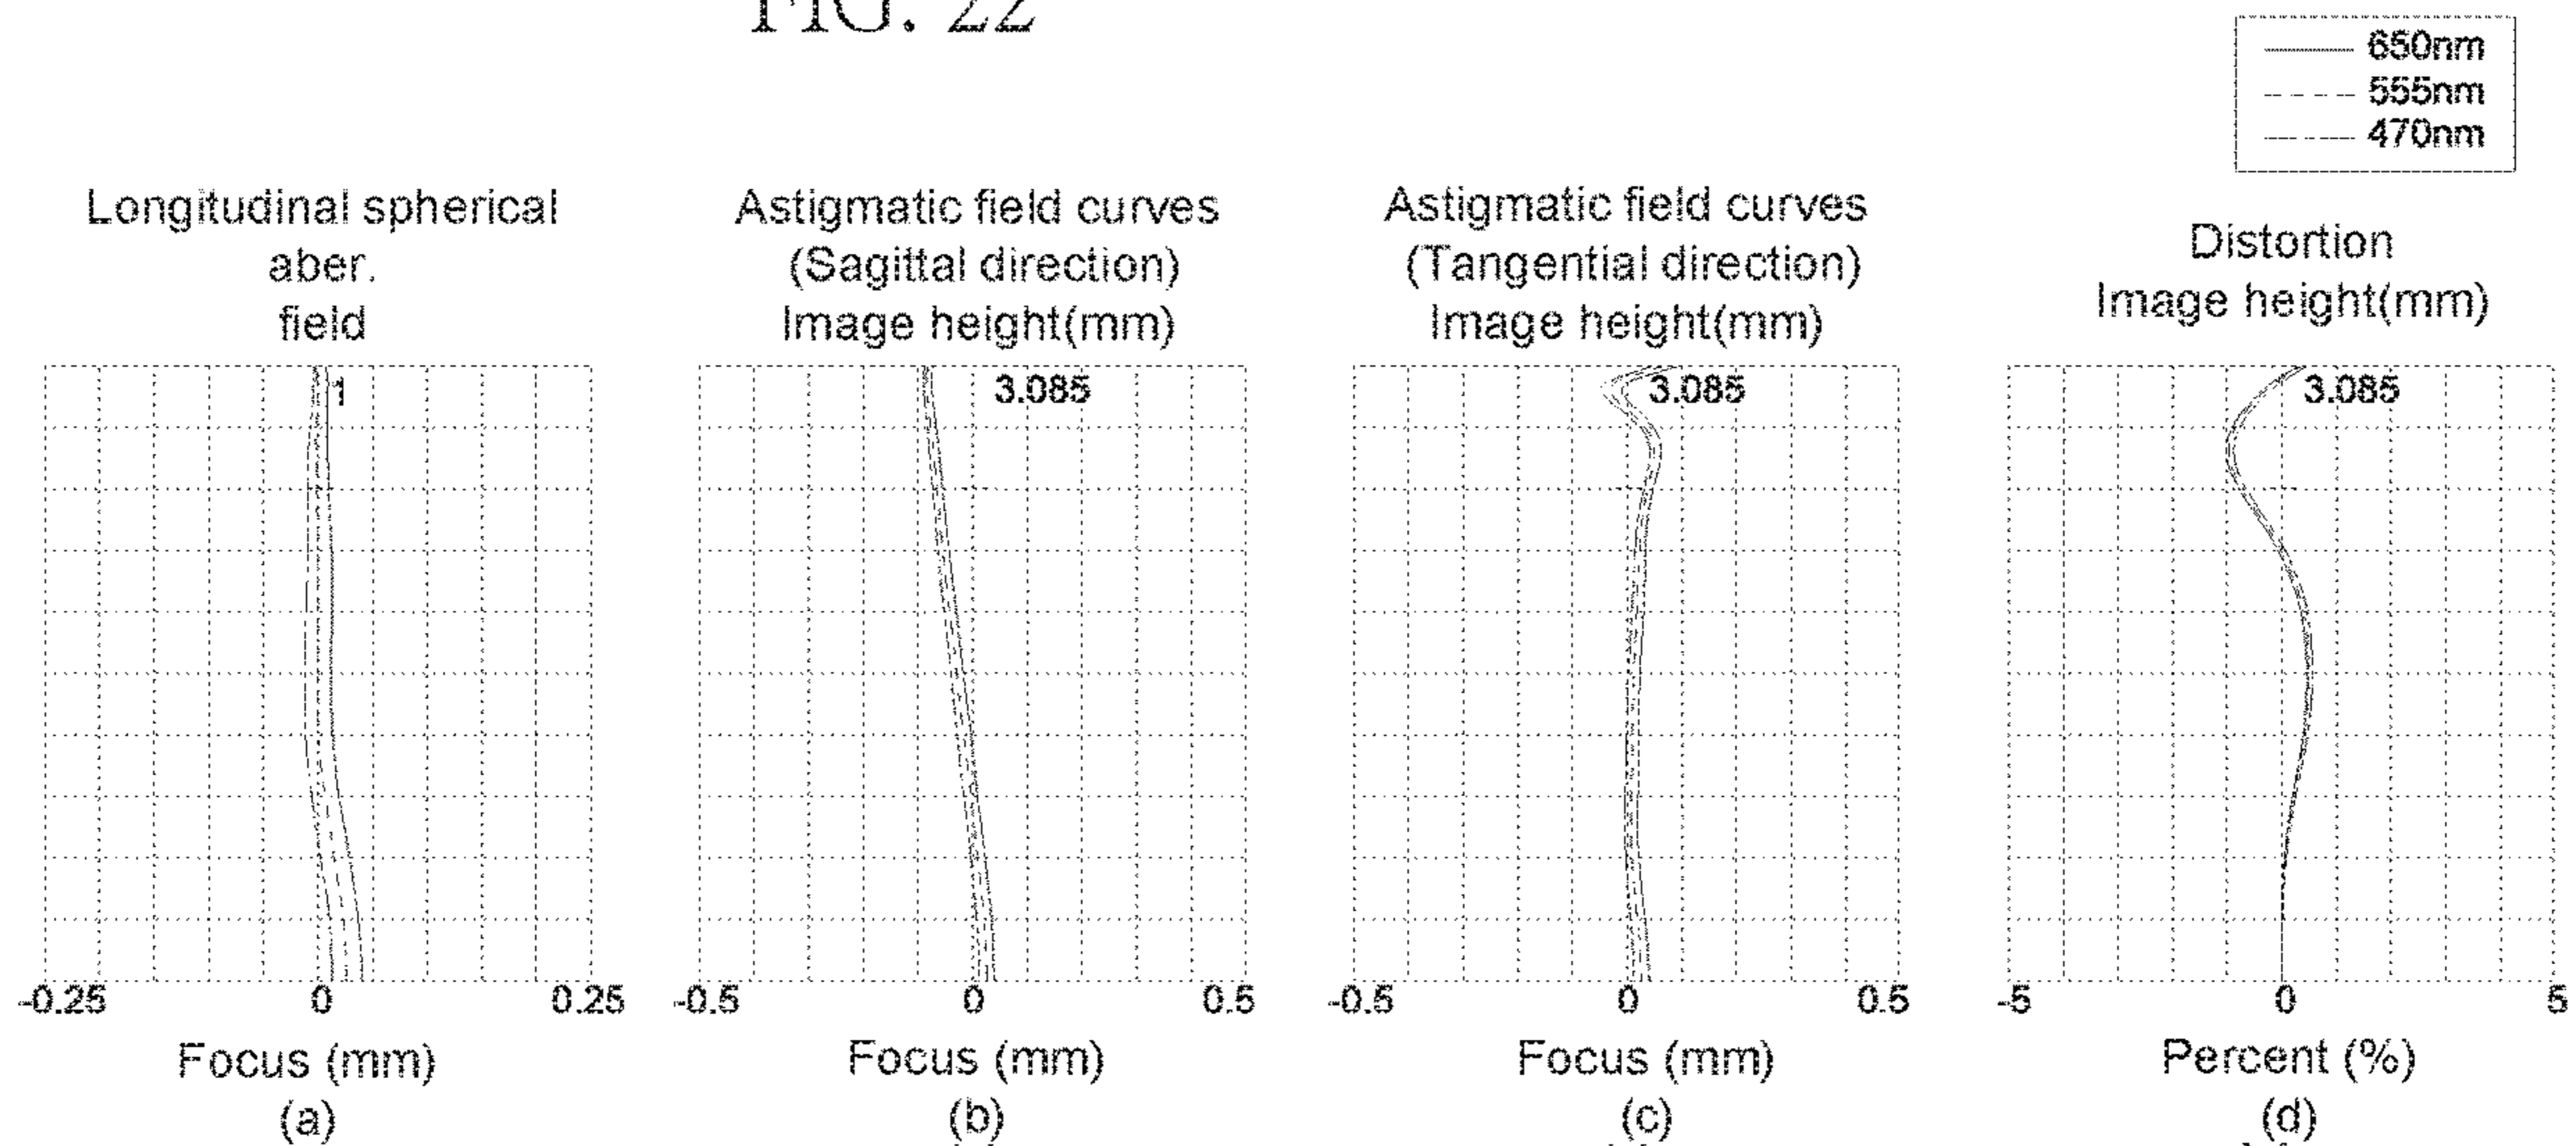 FIG. 22
650nm
555nm
470nm
Longitudinal spherical
aber.
field
Astigmatic field curves
(Sagittal direction)
Image height(mm)
Astigmatic field curves
(Tangential direction)
Image height(mm)
Distortion
Image height(mm)
1
3.085
3.085
3.085
-0.25 0 0.25
-0.5 0 0.5
-0.5 0 0.5
-5 0 5
Focus (mm)
Focus (mm)
Focus (mm)
Percent (%)
(a)
(b)
(c)
(d)